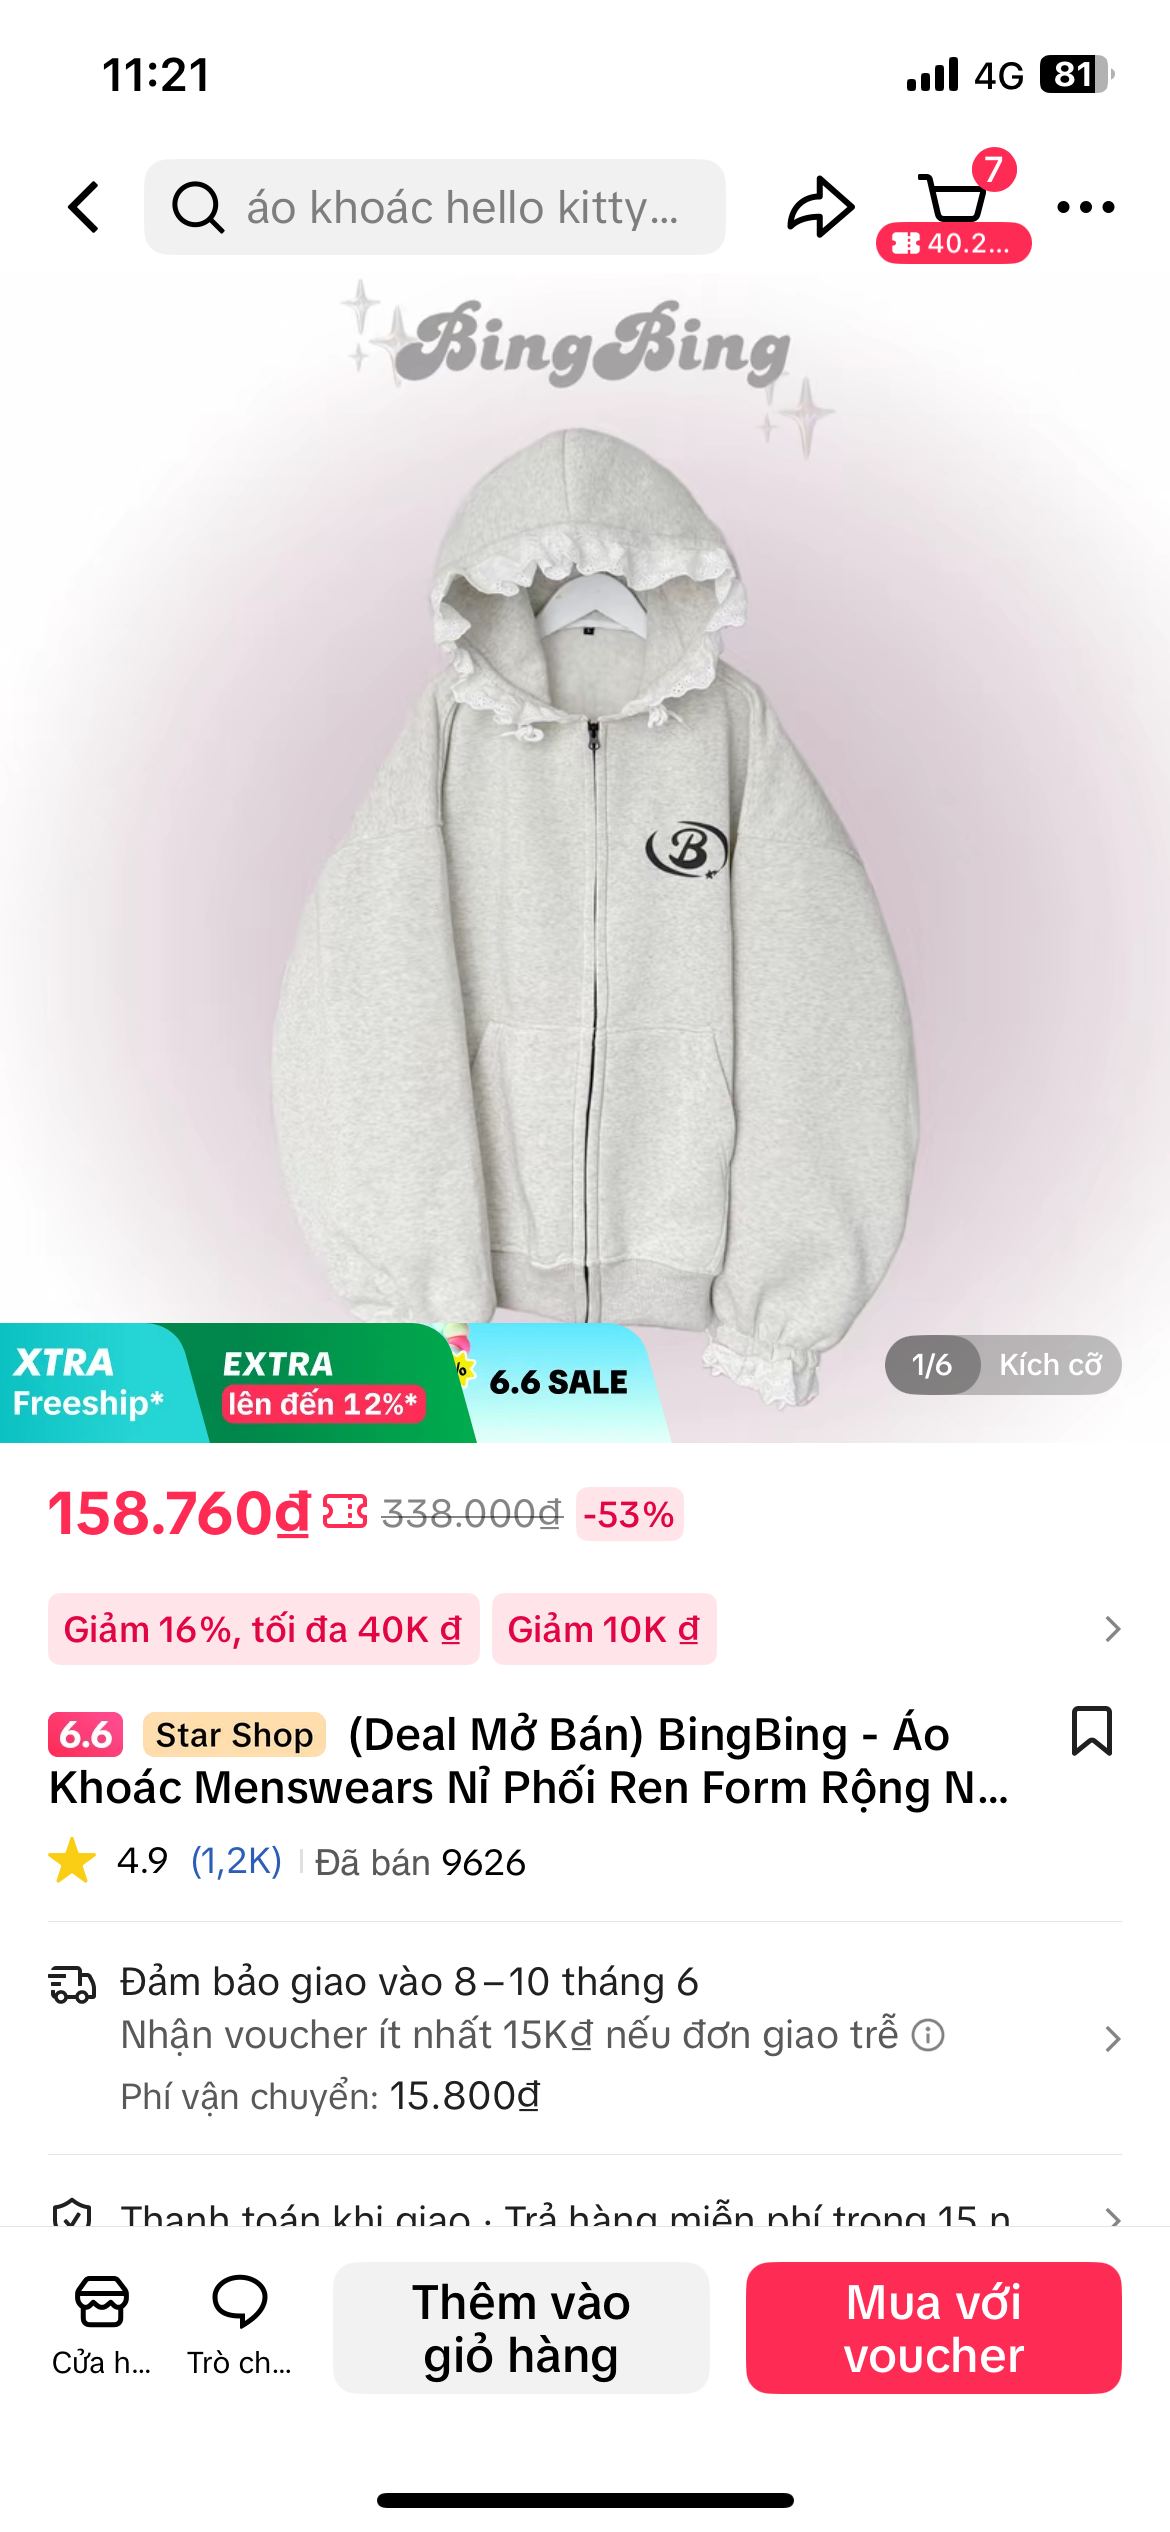 11:21
4G 81
áo khoác hello kitty...
7
40.2...
BingBing
B
XTRA
Freeship*
EXTRA
lên đến 12%*
6.6 SALE
1/6 Kích cỡ
158.760₫ 338.000₫ -53%
Giảm 16%, tối đa 40K ₫ Giảm 10K ₫
6.6 Star Shop (Deal Mở Bán) BingBing - Áo
Khoác Menswears Nỉ Phối Ren Form Rộng N...
4.9 (1,2K) Đã bán 9626
Đảm bảo giao vào 8–10 tháng 6
Nhận voucher ít nhất 15K₫ nếu đơn giao trễ
Phí vận chuyển: 15.800₫
Thanh toán khi giao · Trả hàng miễn phí trong 15 n
Cửa h...
Trò ch...
Thêm vào
giỏ hàng
Mua với
voucher